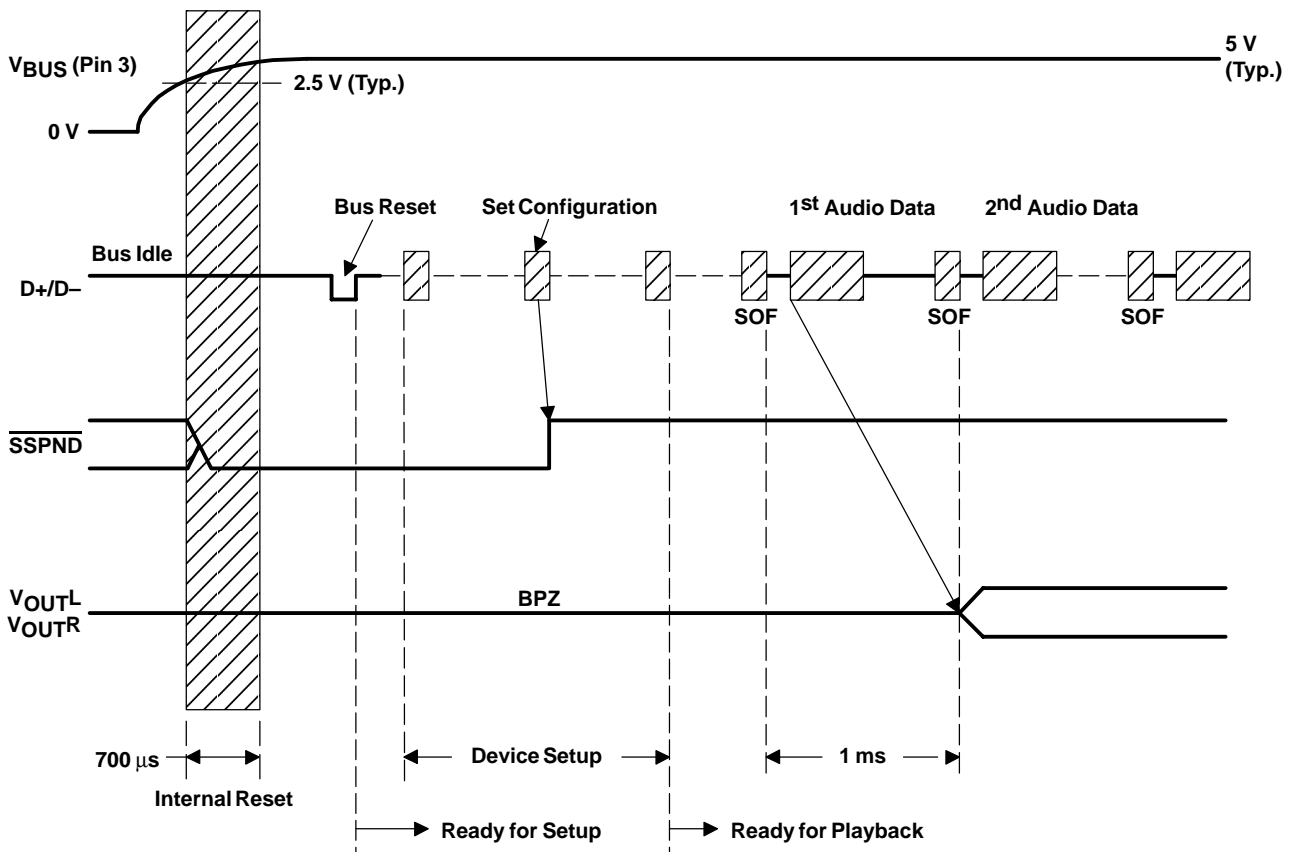 VBUS (Pin 3)
5 V
(Typ.)
2.5 V (Typ.)
0 V
Bus Reset
Set Configuration
1st Audio Data
2nd Audio Data
Bus Idle
D+/D–
SOF
SOF
SOF
SSPND
VOUTL
VOUTR
BPZ
700 μs
Device Setup
1 ms
Internal Reset
Ready for Setup
Ready for Playback